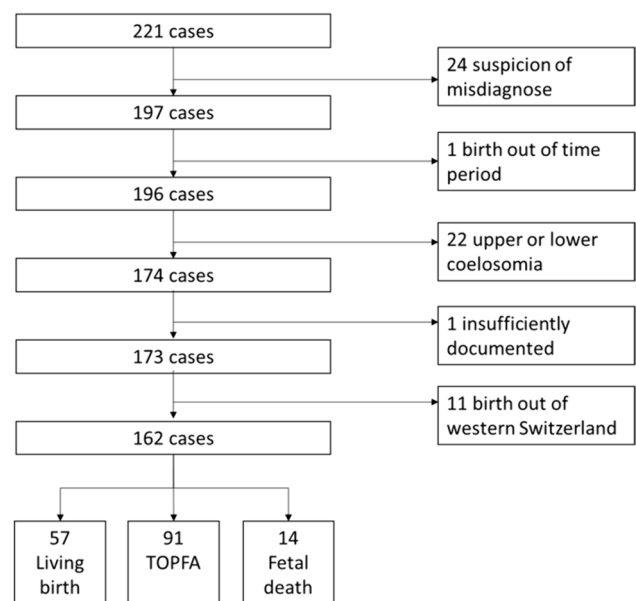 221 cases
24 suspicion of
misdiagnose
197 cases
1 birth out of time
period
196 cases
22 upper or lower
coelosomia
174 cases
1 insufficiently
documented
173 cases
11 birth out of
western Switzerland
162 cases
57
Living
birth
91
TOPFA
14
Fetal
death